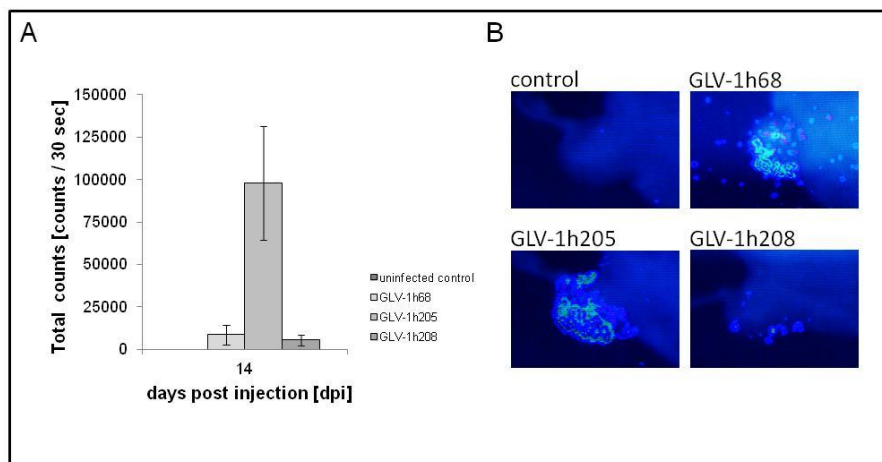 A
150000
125000
100000
75000
50000
25000
0
Total counts [counts / 30 sec]
14
days post injection [dpi]
uninfected control
GLV-1h68
GLV-1h205
GLV-1h208
B
control
GLV-1h68
GLV-1h205
GLV-1h208